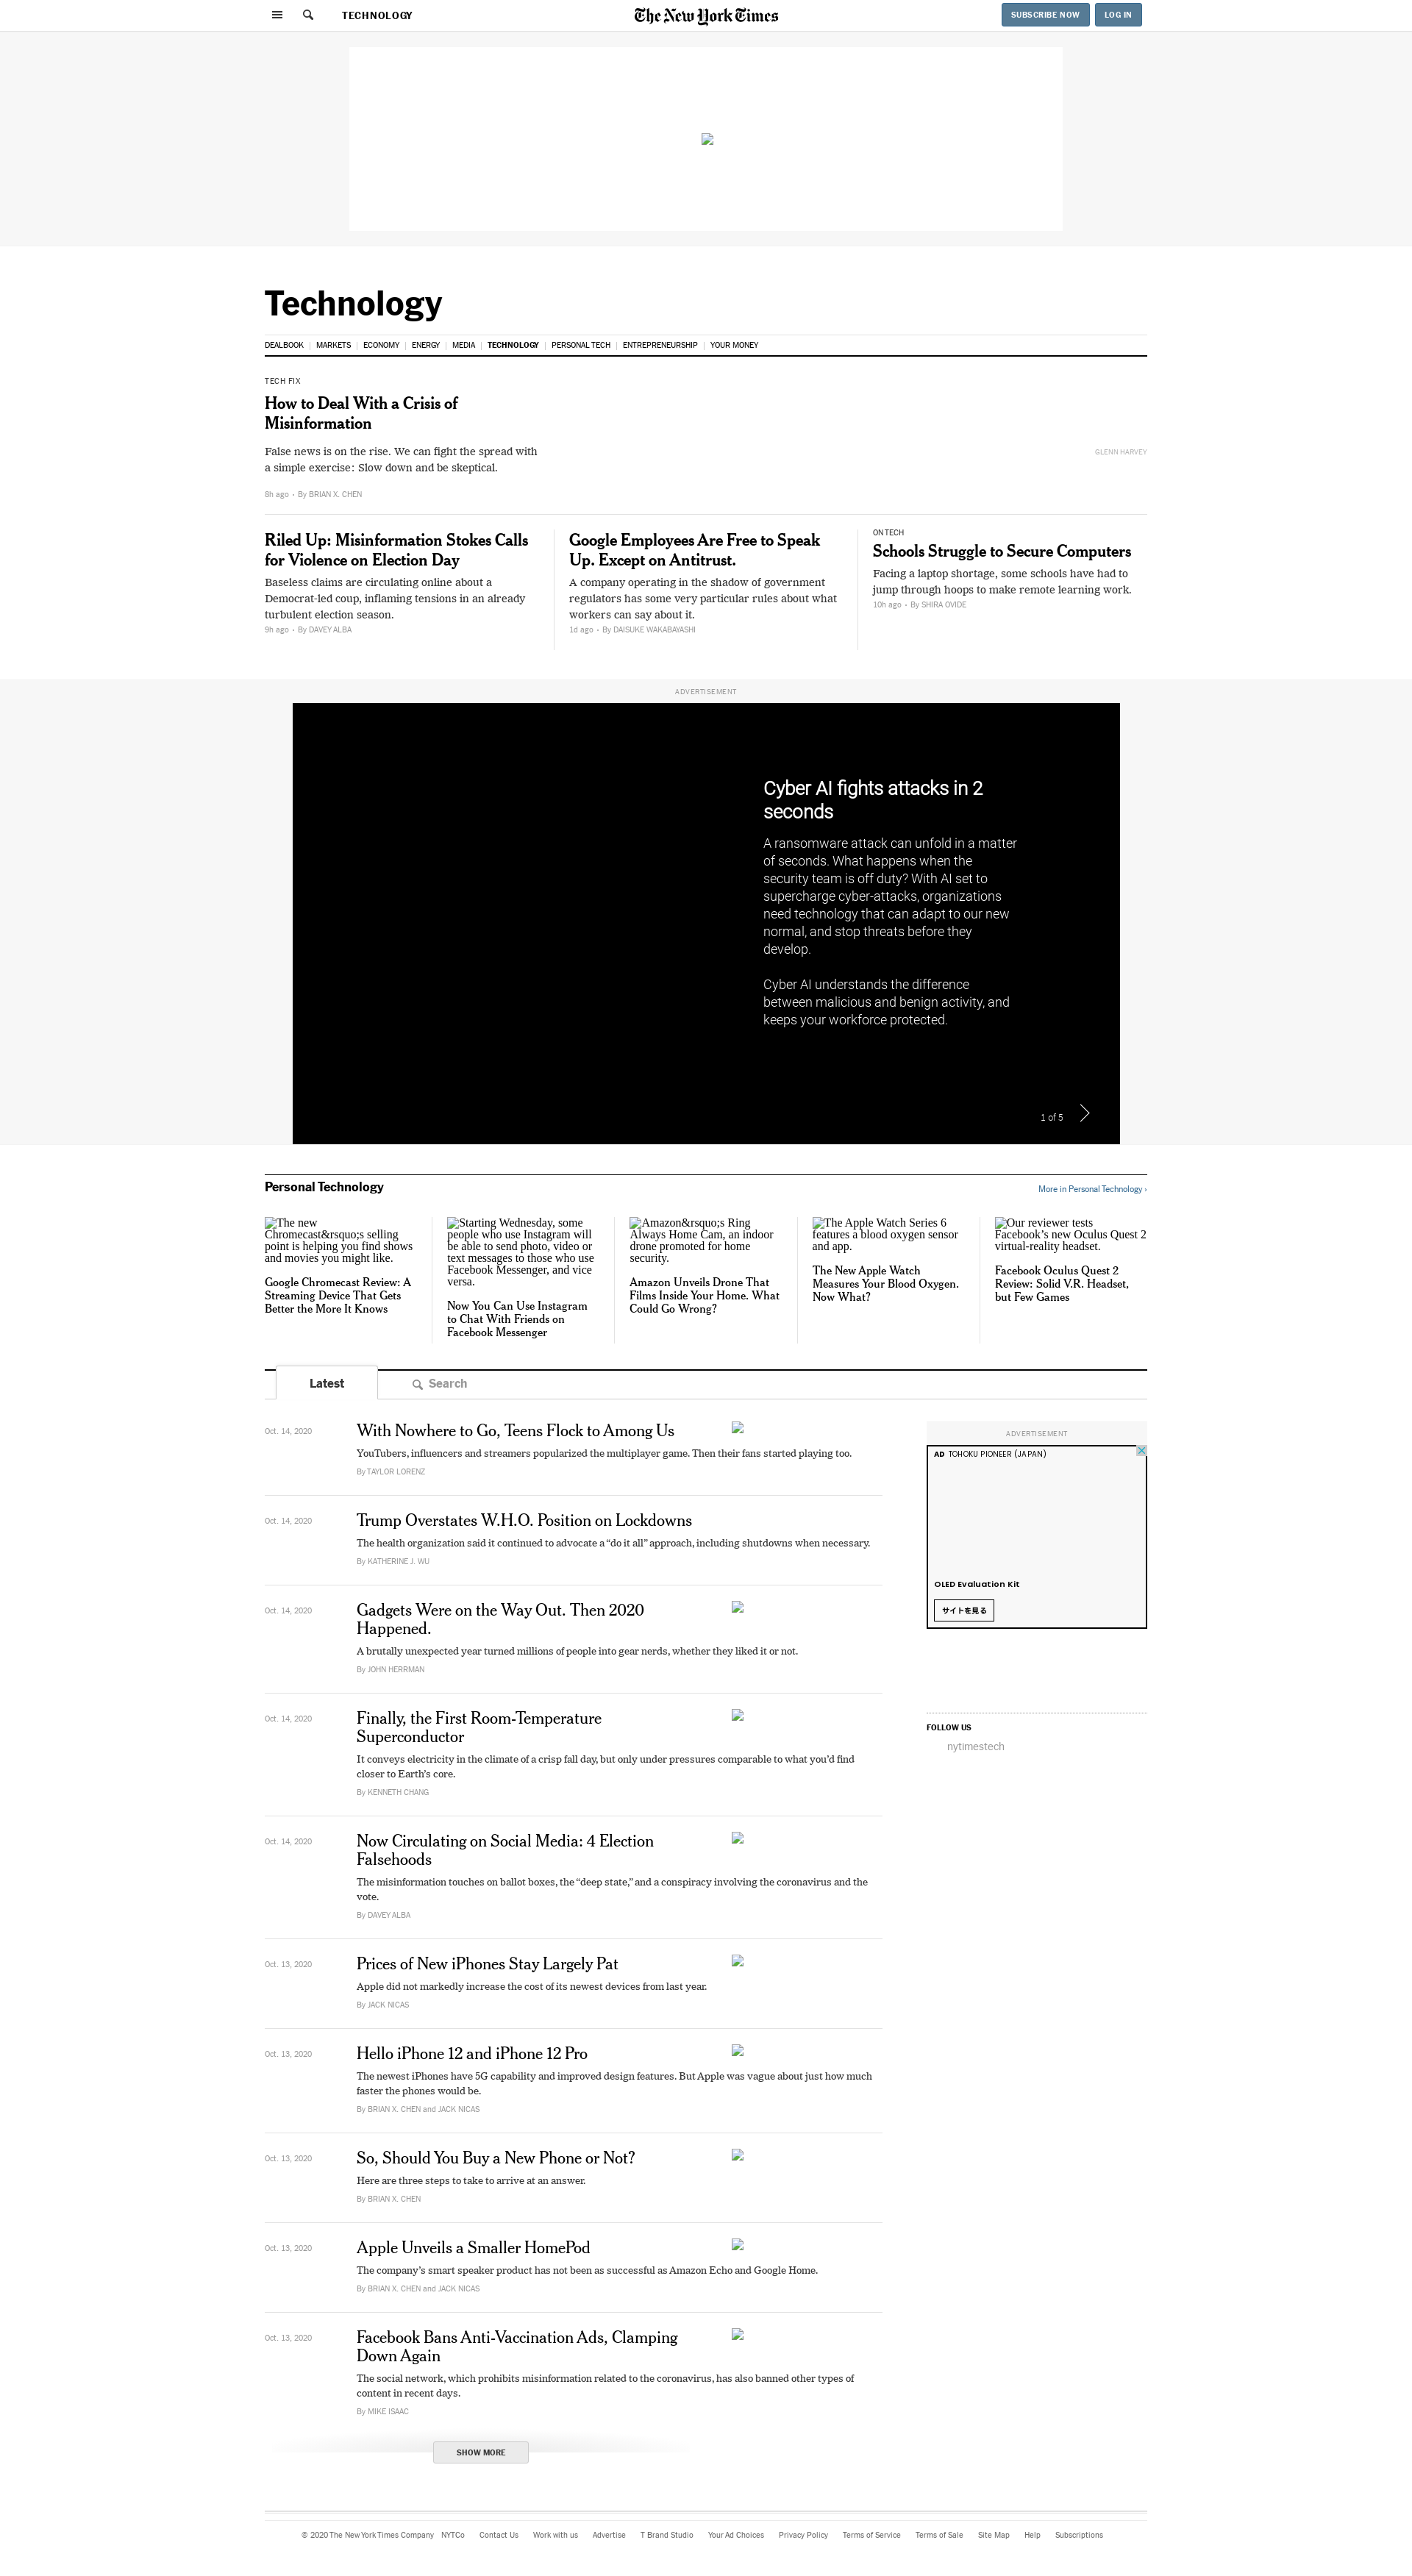 TECHNOLOGY
The New York Times
SUBSCRIBE NOW
LOG IN
Technology
DEALBOOK | MARKETS | ECONOMY | ENERGY | MEDIA | TECHNOLOGY | PERSONAL TECH | ENTREPRENEURSHIP | YOUR MONEY
TECH FIX
How to Deal With a Crisis of
Misinformation
False news is on the rise. We can fight the spread with
a simple exercise: Slow down and be skeptical.
8h ago • By BRIAN X. CHEN
GLENN HARVEY
Riled Up: Misinformation Stokes Calls
for Violence on Election Day
Baseless claims are circulating online about a
Democrat-led coup, inflaming tensions in an already
turbulent election season.
9h ago • By DAVEY ALBA
Google Employees Are Free to Speak
Up. Except on Antitrust.
A company operating in the shadow of government
regulators has some very particular rules about what
workers can say about it.
1d ago • By DAISUKE WAKABAYASHI
ON TECH
Schools Struggle to Secure Computers
Facing a laptop shortage, some schools have had to
jump through hoops to make remote learning work.
10h ago • By SHIRA OVIDE
ADVERTISEMENT
Cyber AI fights attacks in 2
seconds
A ransomware attack can unfold in a matter
of seconds. What happens when the
security team is off duty? With AI set to
supercharge cyber-attacks, organizations
need technology that can adapt to our new
normal, and stop threats before they
develop.
Cyber AI understands the difference
between malicious and benign activity, and
keeps your workforce protected.
1 of 5
Personal Technology
More in Personal Technology ›
The new
Chromecast&rsquo;s selling
point is helping you find shows
and movies you might like.
Google Chromecast Review: A
Streaming Device That Gets
Better the More It Knows
Starting Wednesday, some
people who use Instagram will
be able to send photo, video or
text messages to those who use
Facebook Messenger, and vice
versa.
Now You Can Use Instagram
to Chat With Friends on
Facebook Messenger
Amazon&rsquo;s Ring
Always Home Cam, an indoor
drone promoted for home
security.
Amazon Unveils Drone That
Films Inside Your Home. What
Could Go Wrong?
The Apple Watch Series 6
features a blood oxygen sensor
and app.
The New Apple Watch
Measures Your Blood Oxygen.
Now What?
Our reviewer tests
Facebook’s new Oculus Quest 2
virtual-reality headset.
Facebook Oculus Quest 2
Review: Solid V.R. Headset,
but Few Games
Latest
Search
Oct. 14, 2020
With Nowhere to Go, Teens Flock to Among Us
YouTubers, influencers and streamers popularized the multiplayer game. Then their fans started playing too.
By TAYLOR LORENZ
Oct. 14, 2020
Trump Overstates W.H.O. Position on Lockdowns
The health organization said it continued to advocate a “do it all” approach, including shutdowns when necessary.
By KATHERINE J. WU
Oct. 14, 2020
Gadgets Were on the Way Out. Then 2020
Happened.
A brutally unexpected year turned millions of people into gear nerds, whether they liked it or not.
By JOHN HERRMAN
Oct. 14, 2020
Finally, the First Room-Temperature
Superconductor
It conveys electricity in the climate of a crisp fall day, but only under pressures comparable to what you’d find
closer to Earth’s core.
By KENNETH CHANG
Oct. 14, 2020
Now Circulating on Social Media: 4 Election
Falsehoods
The misinformation touches on ballot boxes, the “deep state,” and a conspiracy involving the coronavirus and the
vote.
By DAVEY ALBA
Oct. 13, 2020
Prices of New iPhones Stay Largely Pat
Apple did not markedly increase the cost of its newest devices from last year.
By JACK NICAS
Oct. 13, 2020
Hello iPhone 12 and iPhone 12 Pro
The newest iPhones have 5G capability and improved design features. But Apple was vague about just how much
faster the phones would be.
By BRIAN X. CHEN and JACK NICAS
Oct. 13, 2020
So, Should You Buy a New Phone or Not?
Here are three steps to take to arrive at an answer.
By BRIAN X. CHEN
Oct. 13, 2020
Apple Unveils a Smaller HomePod
The company’s smart speaker product has not been as successful as Amazon Echo and Google Home.
By BRIAN X. CHEN and JACK NICAS
Oct. 13, 2020
Facebook Bans Anti-Vaccination Ads, Clamping
Down Again
The social network, which prohibits misinformation related to the coronavirus, has also banned other types of
content in recent days.
By MIKE ISAAC
SHOW MORE
ADVERTISEMENT
AD TOHOKU PIONEER (JAPAN)
OLED Evaluation Kit
サイトを見る
FOLLOW US
nytimestech
© 2020 The New York Times Company NYTCo Contact Us Work with us Advertise T Brand Studio Your Ad Choices Privacy Policy Terms of Service Terms of Sale Site Map Help Subscriptions